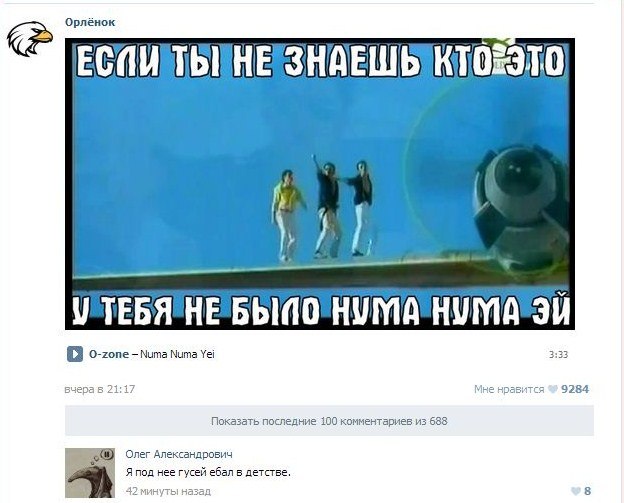 Орлёнок
ЕСЛИ ТЫ НЕ ЗНАЕШЬ КТО ЭТО
У ТЕБЯ НЕ БЫЛО НУМА НУМА ЭЙ
O-zone – Numa Numa Yei 3:33
вчера в 21:17 Мне нравится 9284
Показать последние 100 комментариев из 688
Олег Александрович
Я под нее гусей ебал в детстве.
42 минуты назад 8